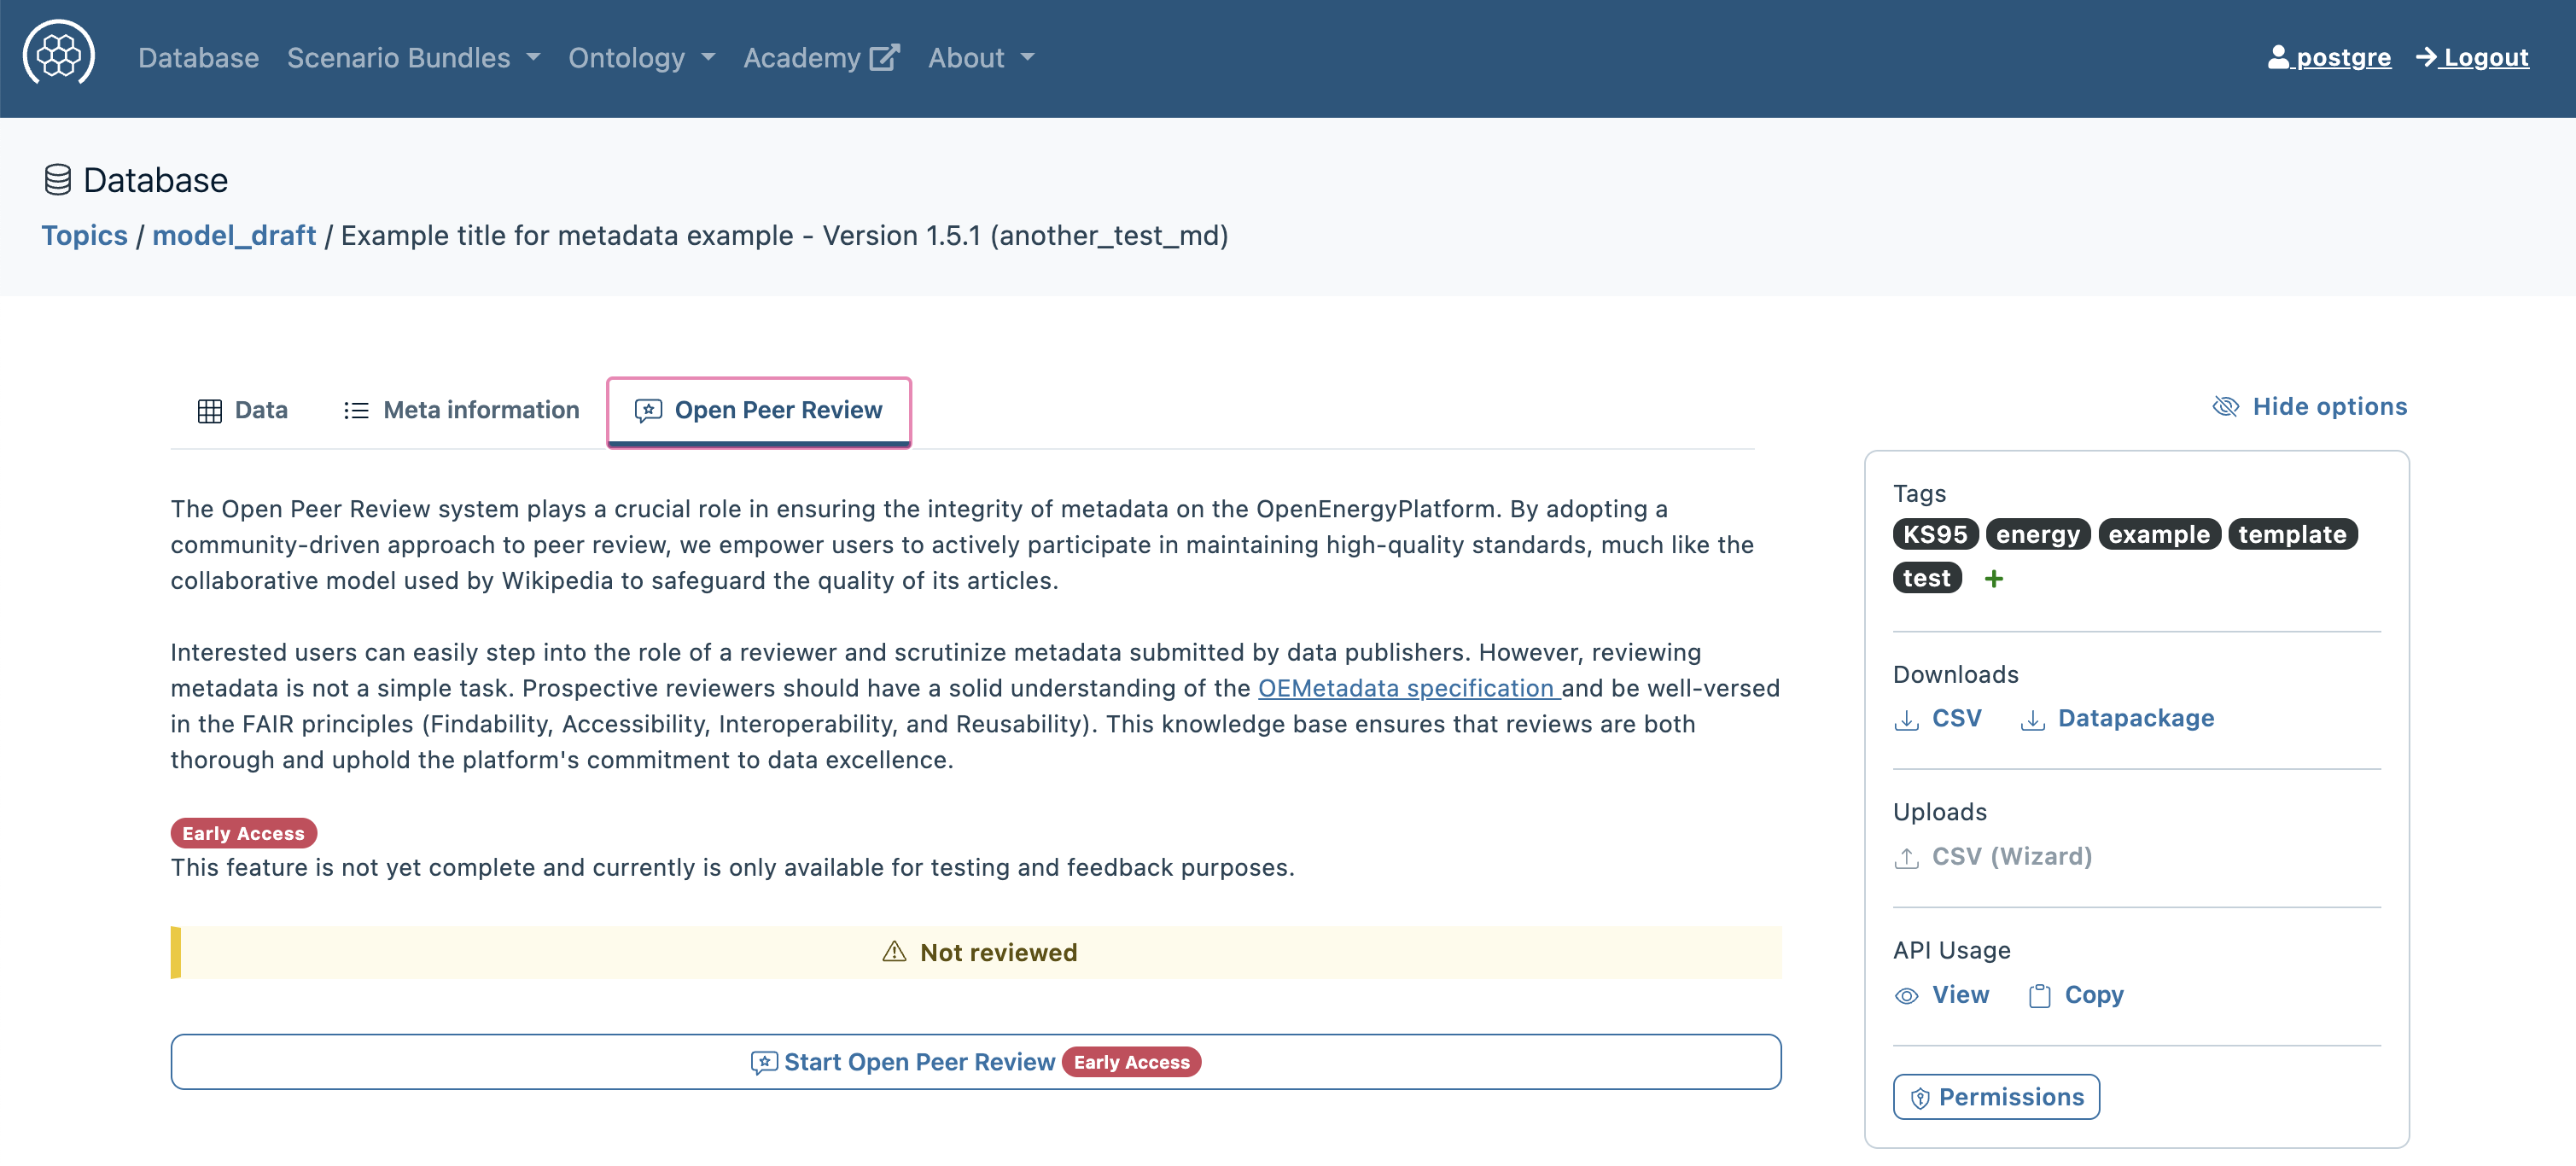 Database Scenario Bundles Ontology Academy About postgre Logout
Database
Topics / model_draft / Example title for metadata example - Version 1.5.1 (another_test_md)
Data Meta information Open Peer Review
The Open Peer Review system plays a crucial role in ensuring the integrity of metadata on the OpenEnergyPlatform. By adopting a
community-driven approach to peer review, we empower users to actively participate in maintaining high-quality standards, much like the
collaborative model used by Wikipedia to safeguard the quality of its articles.
Interested users can easily step into the role of a reviewer and scrutinize metadata submitted by data publishers. However, reviewing
metadata is not a simple task. Prospective reviewers should have a solid understanding of the OEMetadata specification and be well-versed
in the FAIR principles (Findability, Accessibility, Interoperability, and Reusability). This knowledge base ensures that reviews are both
thorough and uphold the platform's commitment to data excellence.
Early Access
This feature is not yet complete and currently is only available for testing and feedback purposes.
Not reviewed
Start Open Peer Review Early Access
Hide options
Tags
KS95 energy example template
test +
Downloads
CSV Datapackage
Uploads
CSV (Wizard)
API Usage
View Copy
Permissions